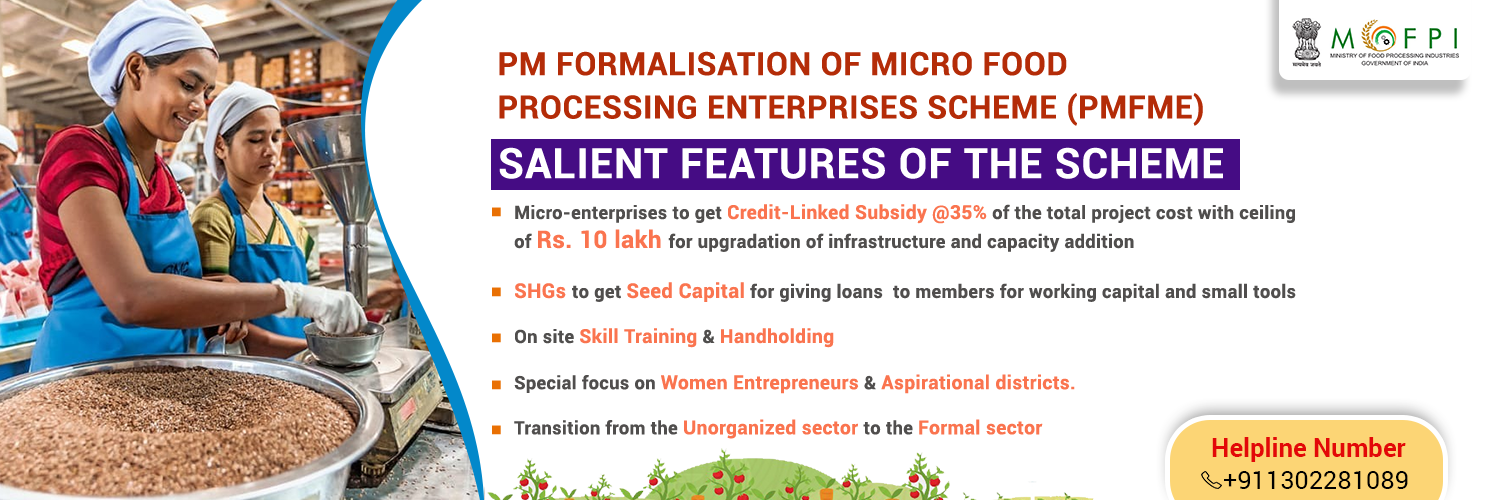 MOFPI
MINISTRY OF FOOD PROCESSING INDUSTRIES
GOVERNMENT OF INDIA
सत्यमेव जयते
PM FORMALISATION OF MICRO FOOD
PROCESSING ENTERPRISES SCHEME (PMFME)
SALIENT FEATURES OF THE SCHEME
Micro-enterprises to get Credit-Linked Subsidy @35% of the total project cost with ceiling
of Rs. 10 lakh for upgradation of infrastructure and capacity addition
SHGs to get Seed Capital for giving loans to members for working capital and small tools
On site Skill Training & Handholding
Special focus on Women Entrepreneurs & Aspirational districts.
Transition from the Unorganized sector to the Formal sector
Helpline Number
+911302281089